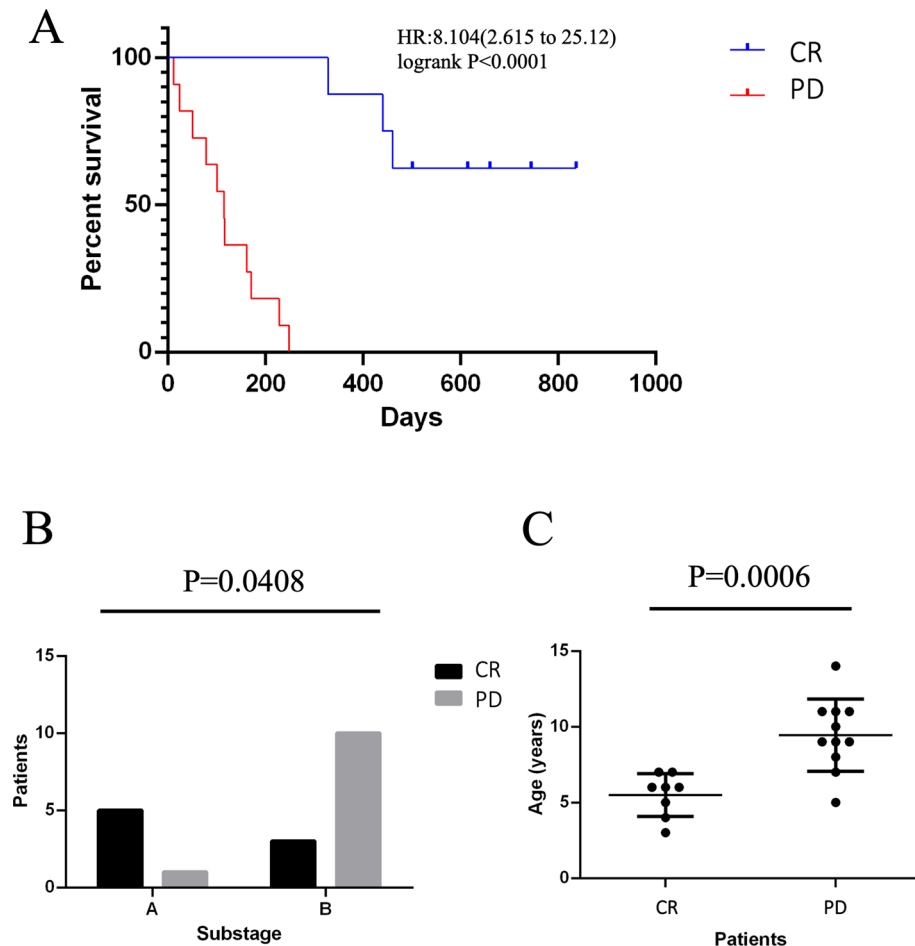 A
HR:8.104(2.615 to 25.12)
logrank P<0.0001
CR
PD
Percent survival
100
50
0
0 200 400 600 800 1000
Days
B
P=0.0408
CR
PD
Patients
15
10
5
0
A B
Substage
C
P=0.0006
Age (years)
15
10
5
0
CR PD
Patients